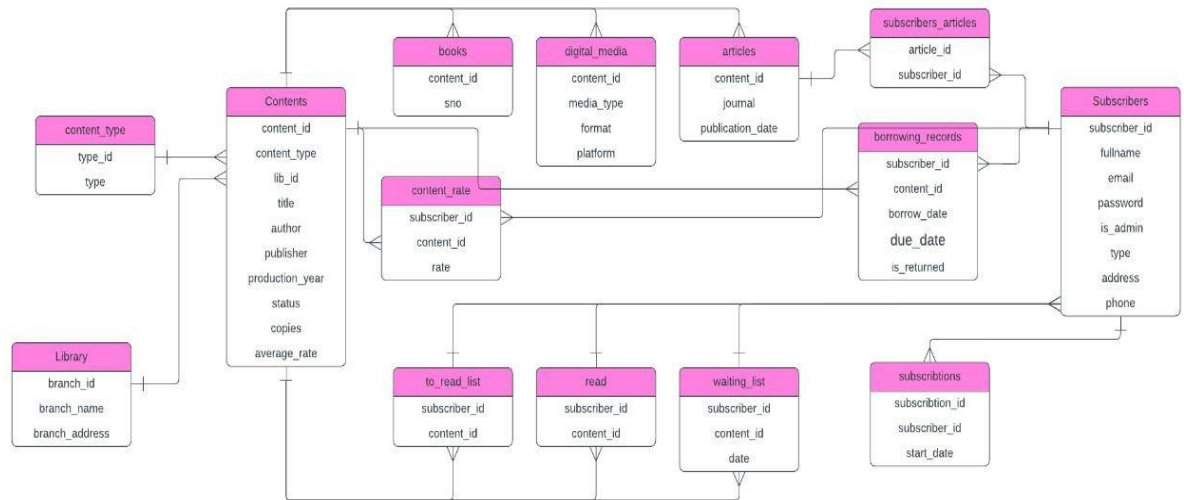 books
content_id
sno
digital_media
content_id
media_type
format
platform
articles
content_id
journal
publication_date
subscribers_articles
article_id
subscriber_id
content_type
type_id
type
Contents
content_id
content_type
lib_id
title
author
publisher
production_year
status
copies
average_rate
content_rate
subscriber_id
content_id
rate
borrowing_records
subscriber_id
content_id
borrow_date
due_date
is_returned
Subscribers
subscriber_id
fullname
email
password
is_admin
type
address
phone
Library
branch_id
branch_name
branch_address
to_read_list
subscriber_id
content_id
read
subscriber_id
content_id
waiting_list
subscriber_id
content_id
date
subscribtions
subscribtion_id
subscriber_id
start_date